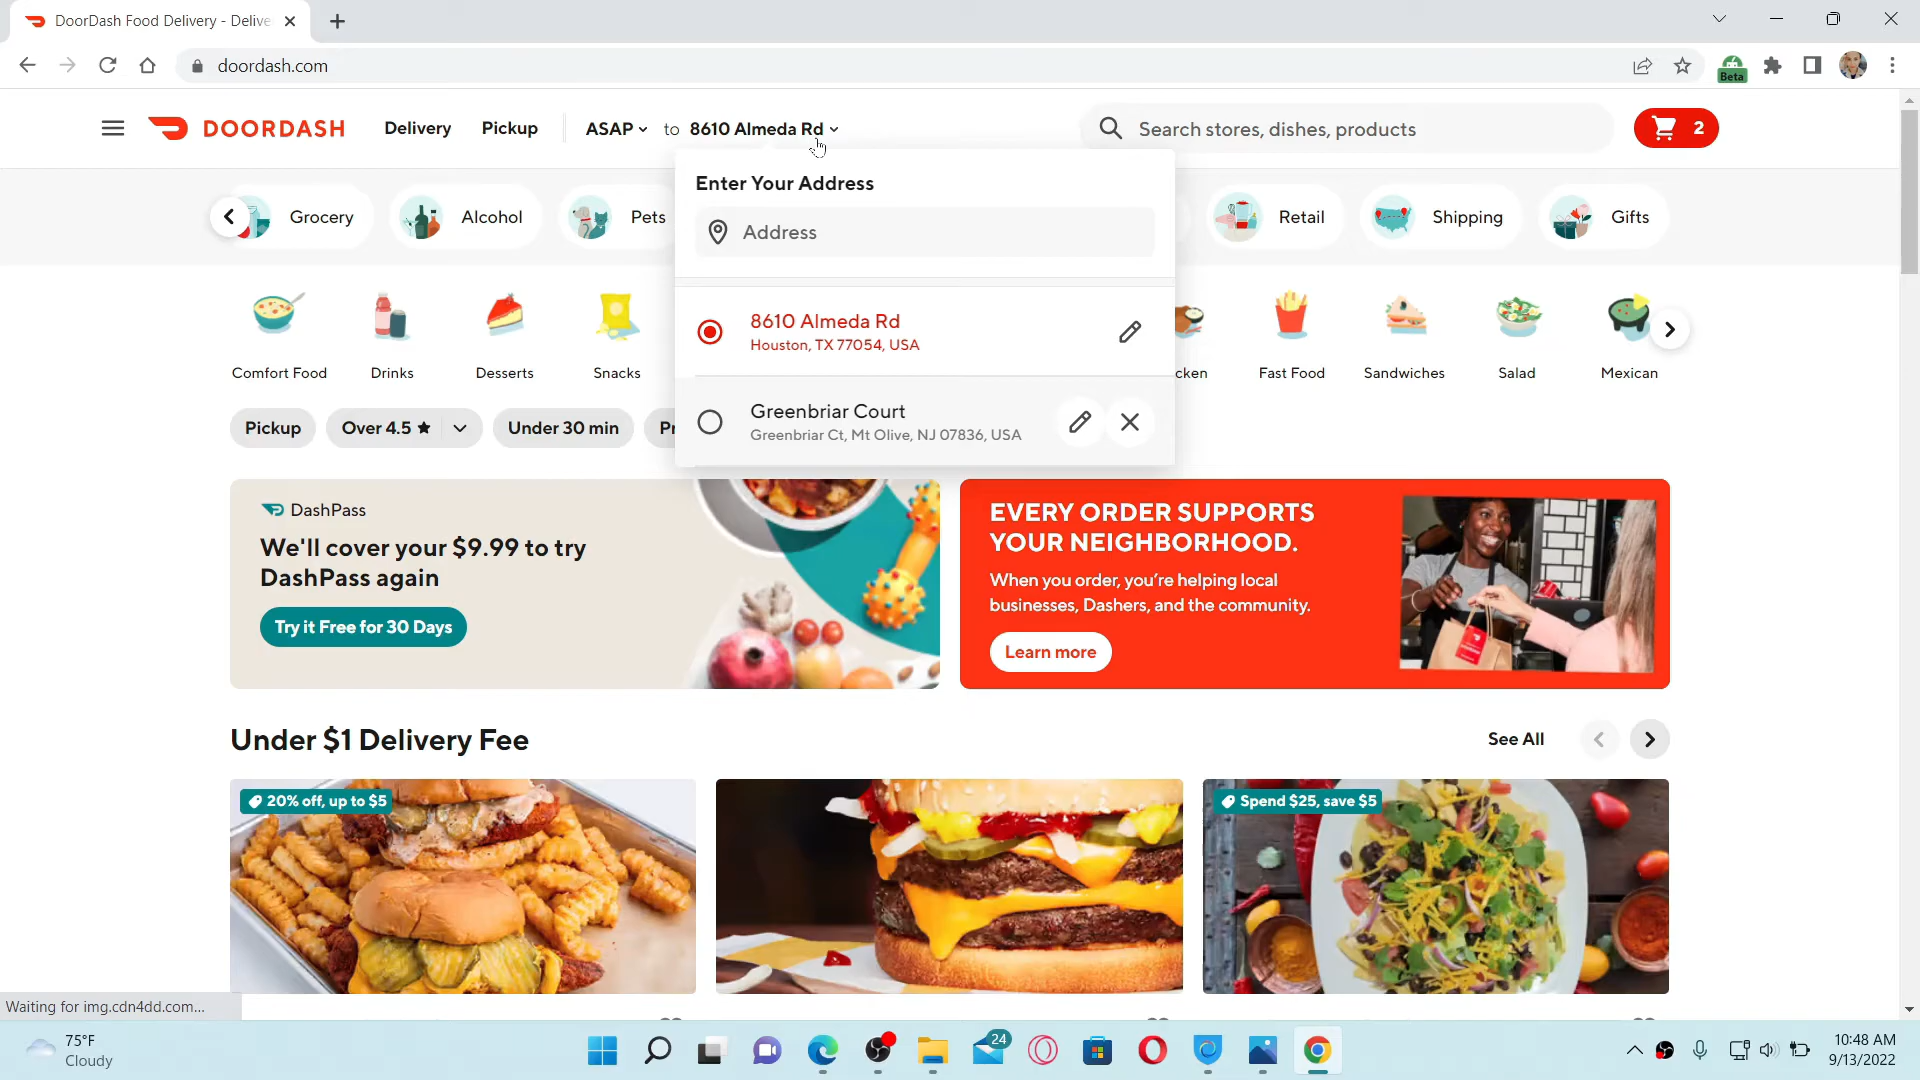 DoorDash Food Delivery - Delive
doordash.com
Beta
DOORDASH
Delivery
Pickup
ASAP
to
8610 Almeda Rd
Search stores, dishes, products
2
Enter Your Address
Address
8610 Almeda Rd
Houston, TX 77054, USA
Greenbriar Court
Greenbriar Ct, Mt Olive, NJ 07836, USA
Grocery
Alcohol
Pets
Retail
Shipping
Gifts
Comfort Food
Drinks
Desserts
Snacks
cken
Fast Food
Sandwiches
Salad
Mexican
Pickup
Over 4.5 ★
Under 30 min
Pr
DashPass
We'll cover your $9.99 to try
DashPass again
Try it Free for 30 Days
EVERY ORDER SUPPORTS
YOUR NEIGHBORHOOD.
When you order, you're helping local
businesses, Dashers, and the community.
Learn more
Under $1 Delivery Fee
See All
20% off, up to $5
Spend $25, save $5
Waiting for img.cdn4dd.com...
75°F
Cloudy
24
10:48 AM
9/13/2022